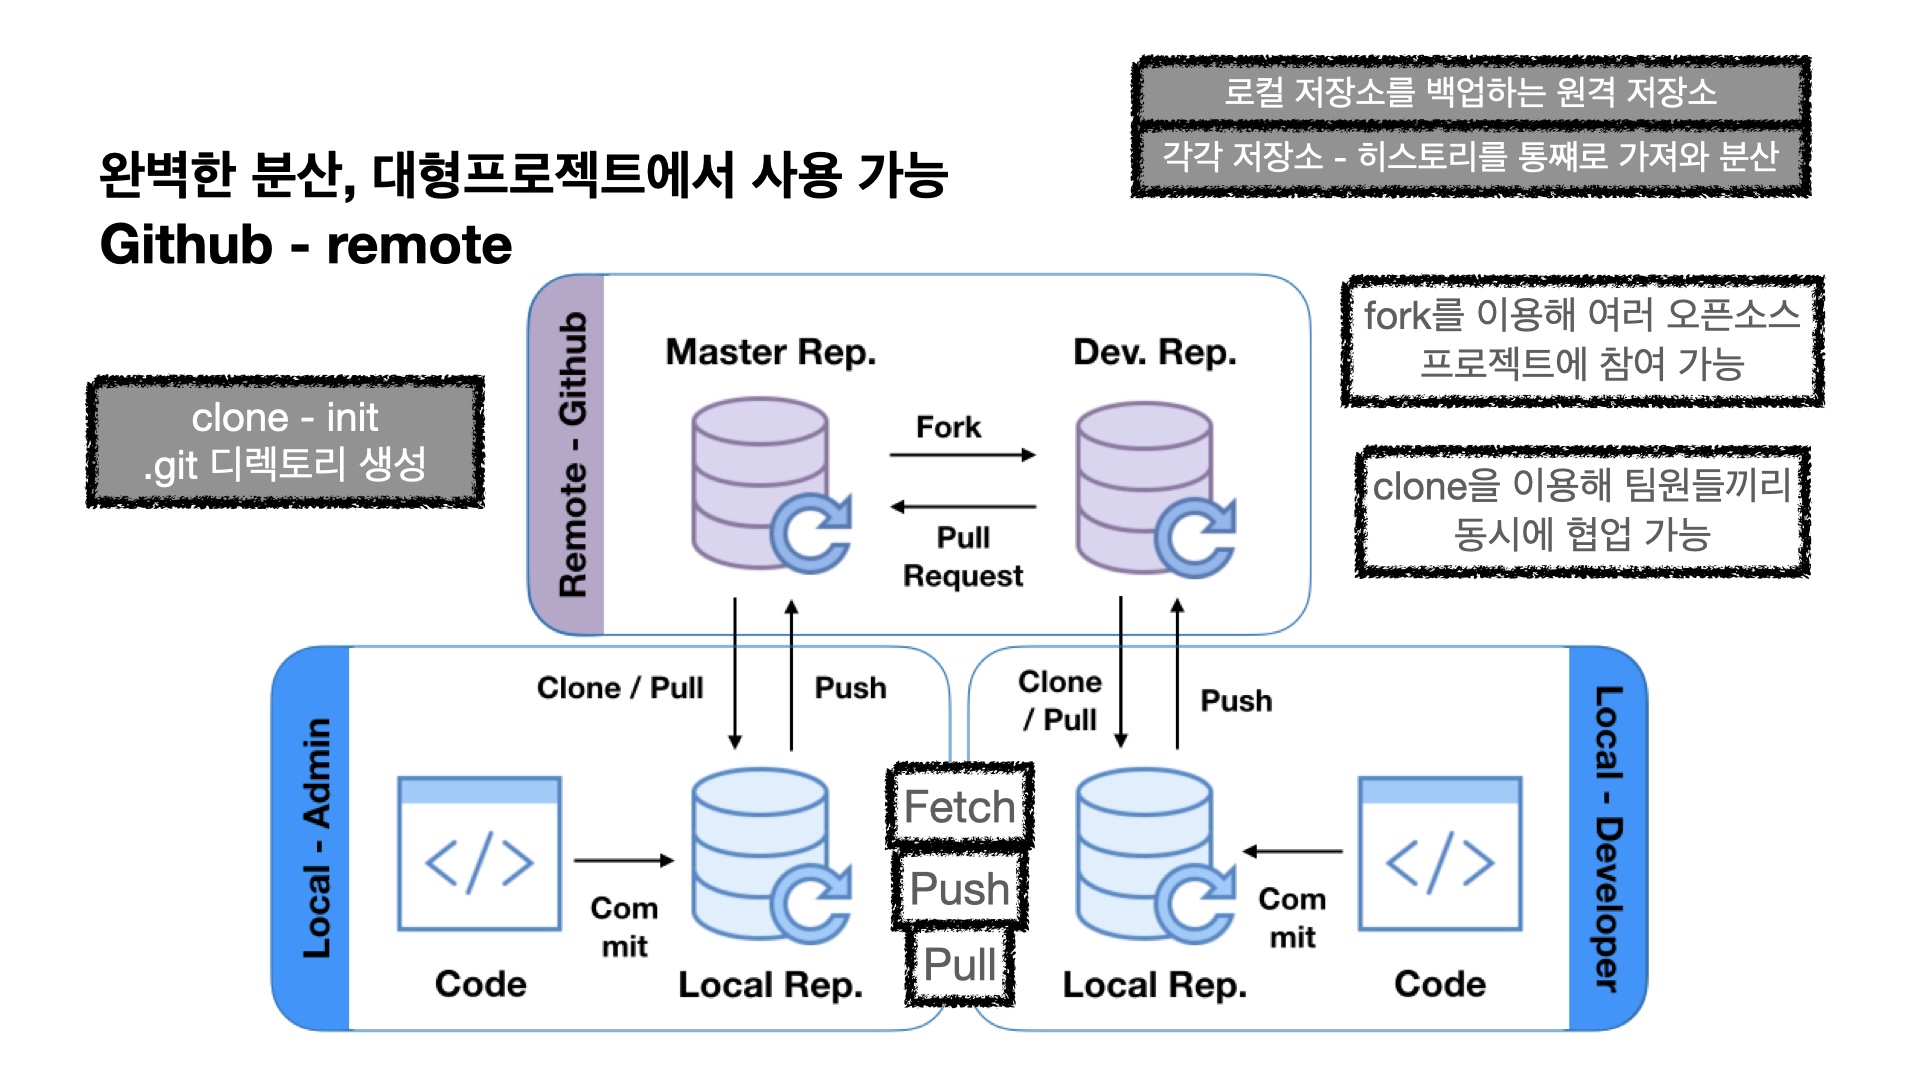 로컬 저장소를 백업하는 원격 저장소
각각 저장소 - 히스토리를 통째로 가져와 분산
완벽한 분산, 대형프로젝트에서 사용 가능
Github - remote
fork를 이용해 여러 오픈소스
프로젝트에 참여 가능
clone - init
.git 디렉토리 생성
clone을 이용해 팀원들끼리
동시에 협업 가능
Remote - Github
Master Rep.
Dev. Rep.
Fork
Pull
Request
Clone / Pull
Push
Clone
/ Pull
Push
Local - Admin
Com
mit
Code
Local Rep.
Fetch
Push
Pull
Local Rep.
Com
mit
Code
Local - Developer